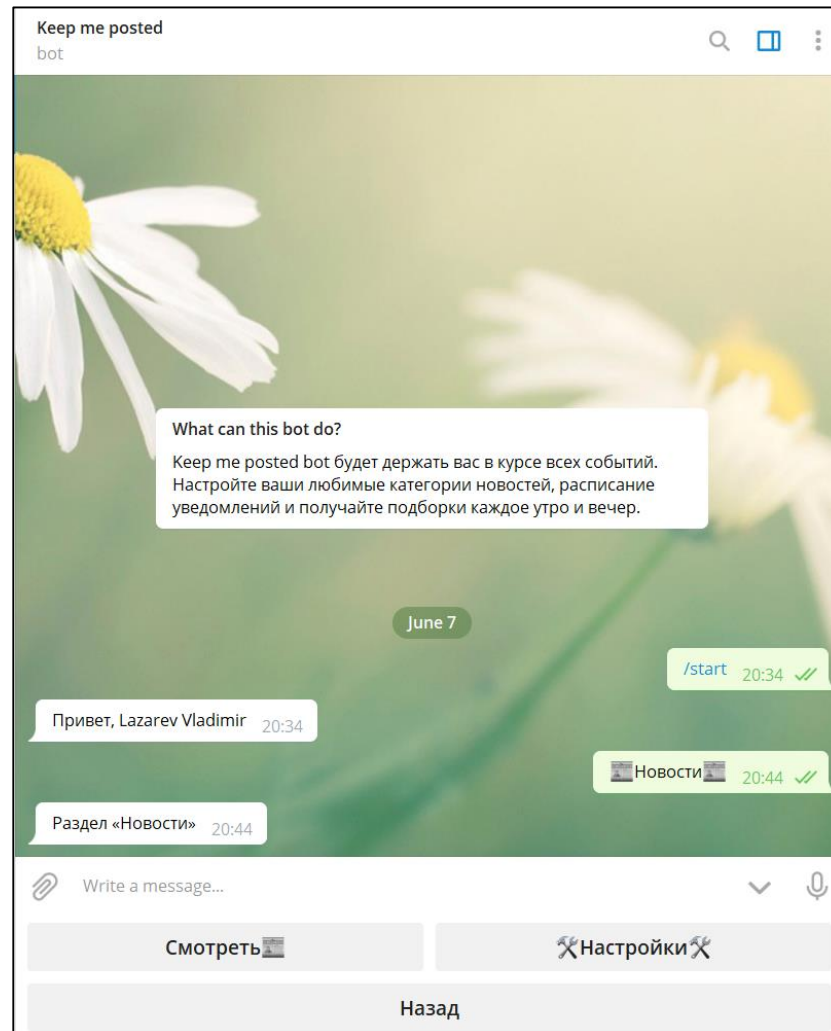 Keep me posted
bot
What can this bot do?
Keep me posted bot будет держать вас в курсе всех событий.
Настройте ваши любимые категории новостей, расписание
уведомлений и получайте подборки каждое утро и вечер.
June 7
/start 20:34
Привет, Lazarev Vladimir 20:34
📰Новости📰 20:44
Раздел «Новости» 20:44
Write a message...
Смотреть📰
🛠Настройки🛠
Назад